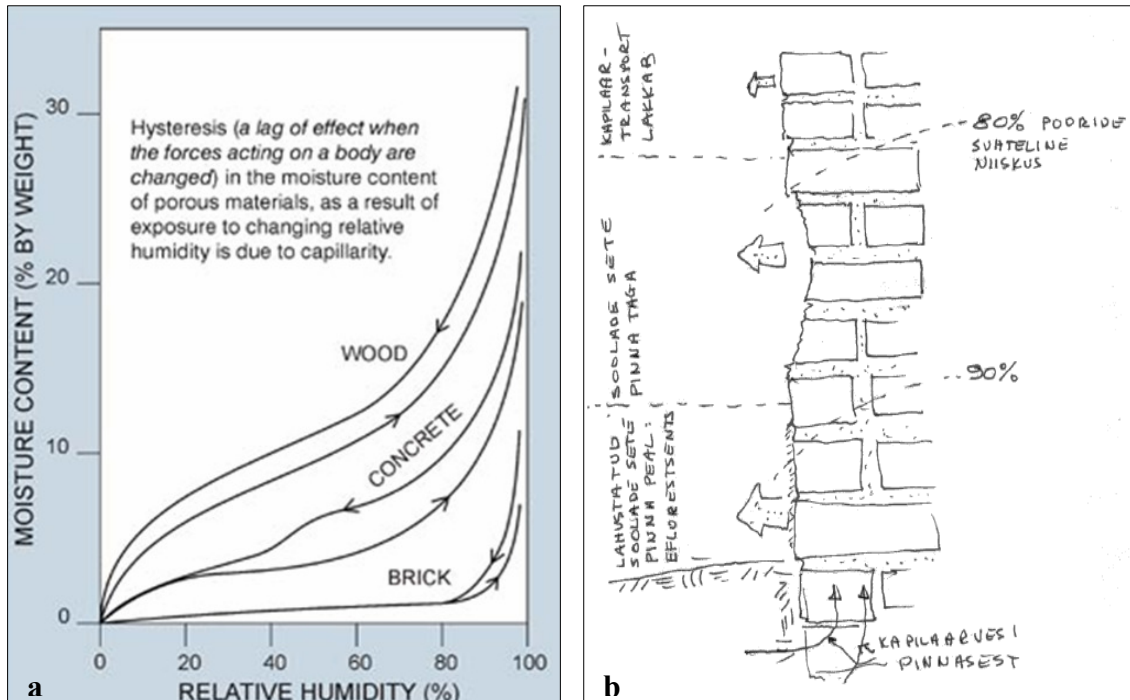 MOISTURE CONTENT (% BY WEIGHT)
30
20
10
0
Hysteresis (a lag of effect when
the forces acting on a body are
changed) in the moisture content
of porous materials, as a result of
exposure to changing relative
humidity is due to capillarity.
WOOD
CONCRETE
BRICK
0
20
40
60
80
100
RELATIVE HUMIDITY (%)
a
KAPILAAR-
TRANSPORT
LAKKAB
80% POORIDE
SUHTELINE
NIISKUS
SOOLADE SETE
PINNA TAGA
90%
LAHUSTATUD
SOOLADE SETE
PINNA PEAL:
EFLORESTSENTS
KAPILAARVESI
PINNASEST
b